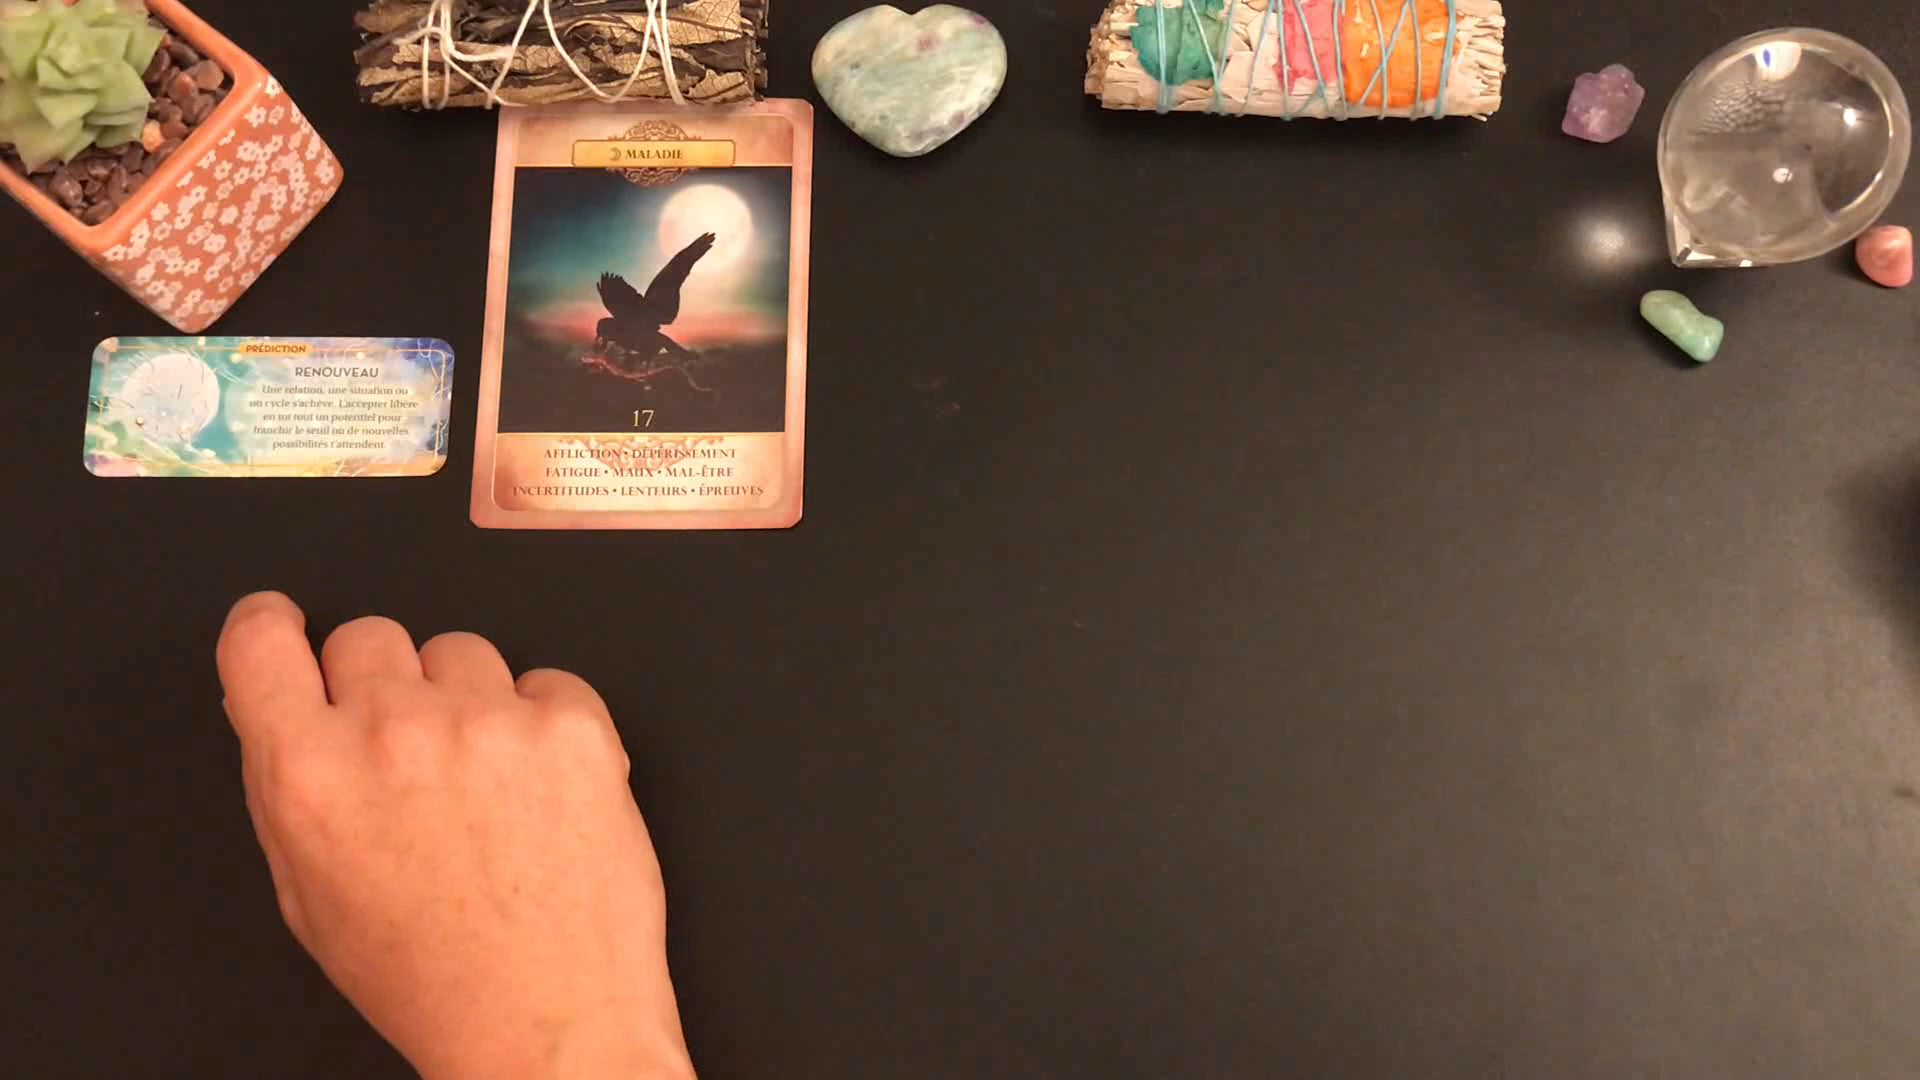 PRÉDICTION
RENOUVEAU
Une relation, une situation ou
un cycle s'achève. L'accepter libère
en toi tout un potentiel pour
franchir le seuil où de nouvelles
possibilités t'attendent.
MALADIE
17
AFFLICTION • DÉPÉRISSEMENT
FATIGUE • MAUX • MAL-ÊTRE
INCERTITUDES • LENTEURS • ÉPREUVES